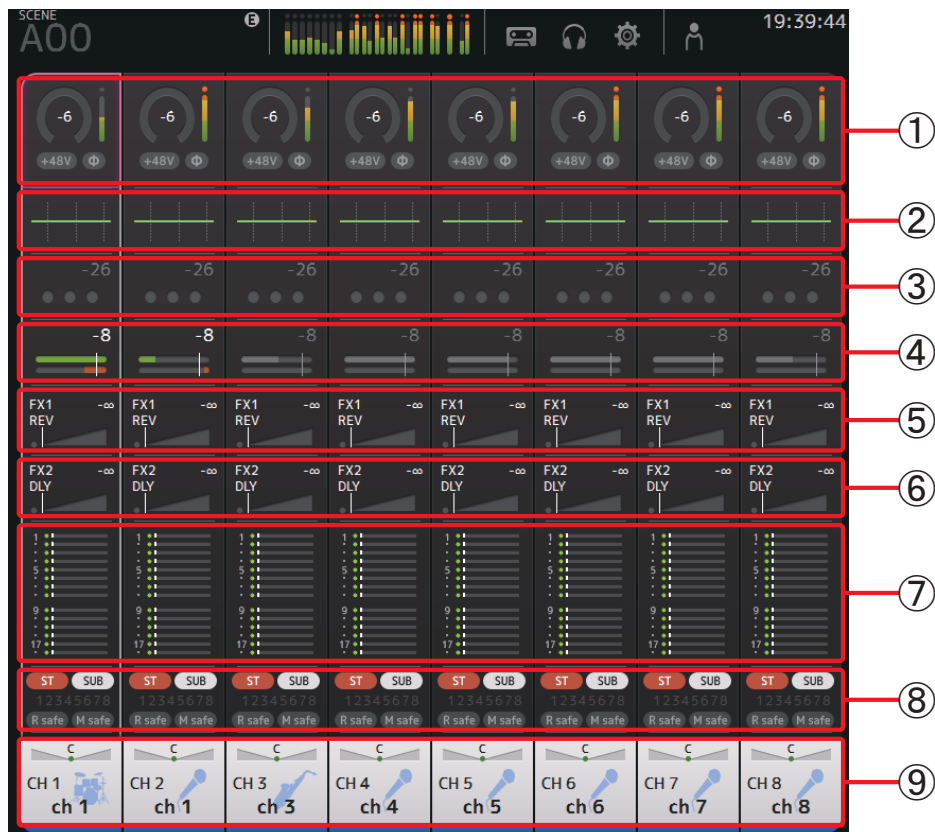 SCENE
A00
E
19:39:44
-6 -6 -6 -6 -6 -6 -6 -6
+48V Φ +48V Φ +48V Φ +48V Φ +48V Φ +48V Φ +48V Φ +48V Φ
①
②
-26 -26 -26 -26 -26 -26 -26 -26
③
-8 -8 -8 -8 -8 -8 -8 -8
④
FX1 -∞ FX1 -∞ FX1 -∞ FX1 -∞ FX1 -∞ FX1 -∞ FX1 -∞ FX1 -∞
REV REV REV REV REV REV REV REV
⑤
FX2 -∞ FX2 -∞ FX2 -∞ FX2 -∞ FX2 -∞ FX2 -∞ FX2 -∞ FX2 -∞
DLY DLY DLY DLY DLY DLY DLY DLY
⑥
1 1 1 1 1 1 1 1
5 5 5 5 5 5 5 5
9 9 9 9 9 9 9 9
17 17 17 17 17 17 17 17
⑦
ST SUB ST SUB ST SUB ST SUB ST SUB ST SUB ST SUB ST SUB
12345678 12345678 12345678 12345678 12345678 12345678 12345678 12345678
R safe M safe R safe M safe R safe M safe R safe M safe R safe M safe R safe M safe R safe M safe R safe M safe
⑧
C C C C C C C C
CH 1 CH 2 CH 3 CH 4 CH 5 CH 6 CH 7 CH 8
ch 1 ch 1 ch 3 ch 4 ch 5 ch 6 ch 7 ch 8
⑨